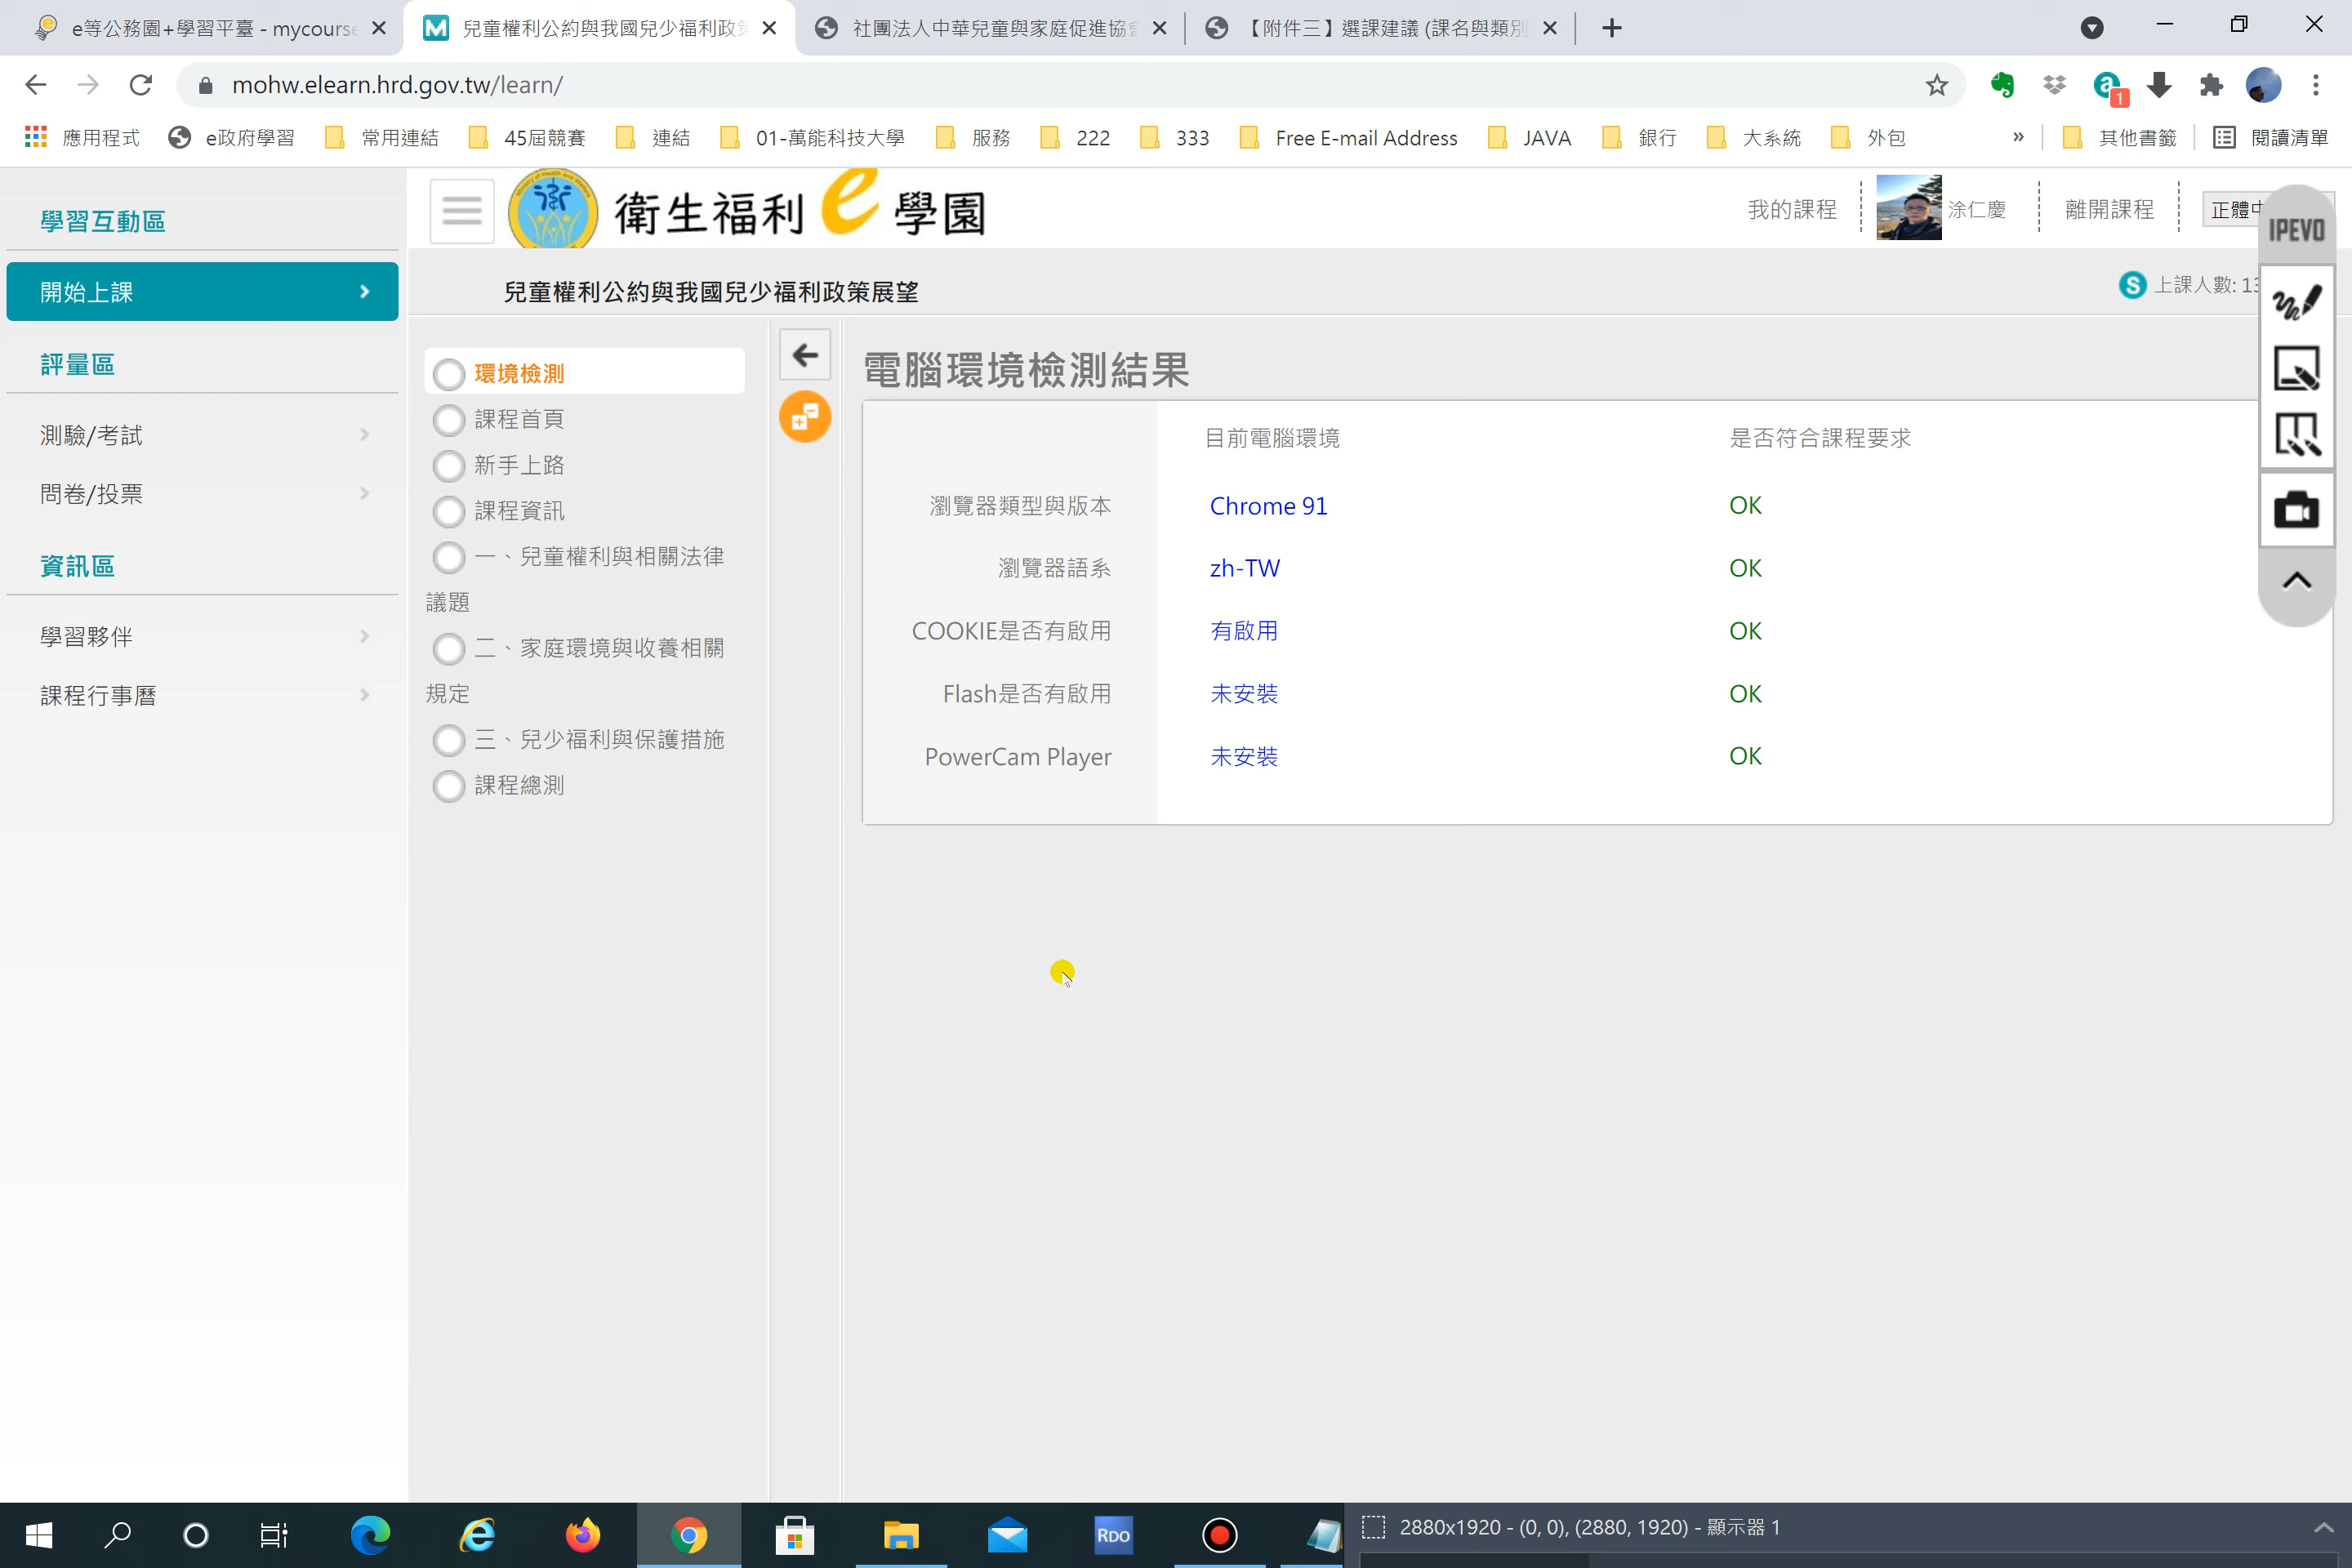 e等公務園+學習平臺 - mycourse
兒童權利公約與我國兒少福利政策
社團法人中華兒童與家庭促進協會
【附件三】選課建議 (課名與類別
mohw.elearn.hrd.gov.tw/learn/
1
應用程式
e政府學習
常用連結
45屆競賽
連結
01-萬能科技大學
服務
222
333
Free E-mail Address
JAVA
銀行
大系統
外包
»
其他書籤
閱讀清單
學習互動區
開始上課
評量區
測驗/考試
問卷/投票
資訊區
學習夥伴
課程行事曆
衛生福利e學園
我的課程
涂仁慶
離開課程
正體中
IPEVO
兒童權利公約與我國兒少福利政策展望
S 上課人數: 13
環境檢測
課程首頁
新手上路
課程資訊
一、兒童權利與相關法律
議題
二、家庭環境與收養相關
規定
三、兒少福利與保護措施
課程總測
電腦環境檢測結果
目前電腦環境 是否符合課程要求
瀏覽器類型與版本 Chrome 91 OK
瀏覽器語系 zh-TW OK
COOKIE是否有啟用 有啟用 OK
Flash是否有啟用 未安裝 OK
PowerCam Player 未安裝 OK
RDO
2880x1920 - (0, 0), (2880, 1920) - 顯示器 1